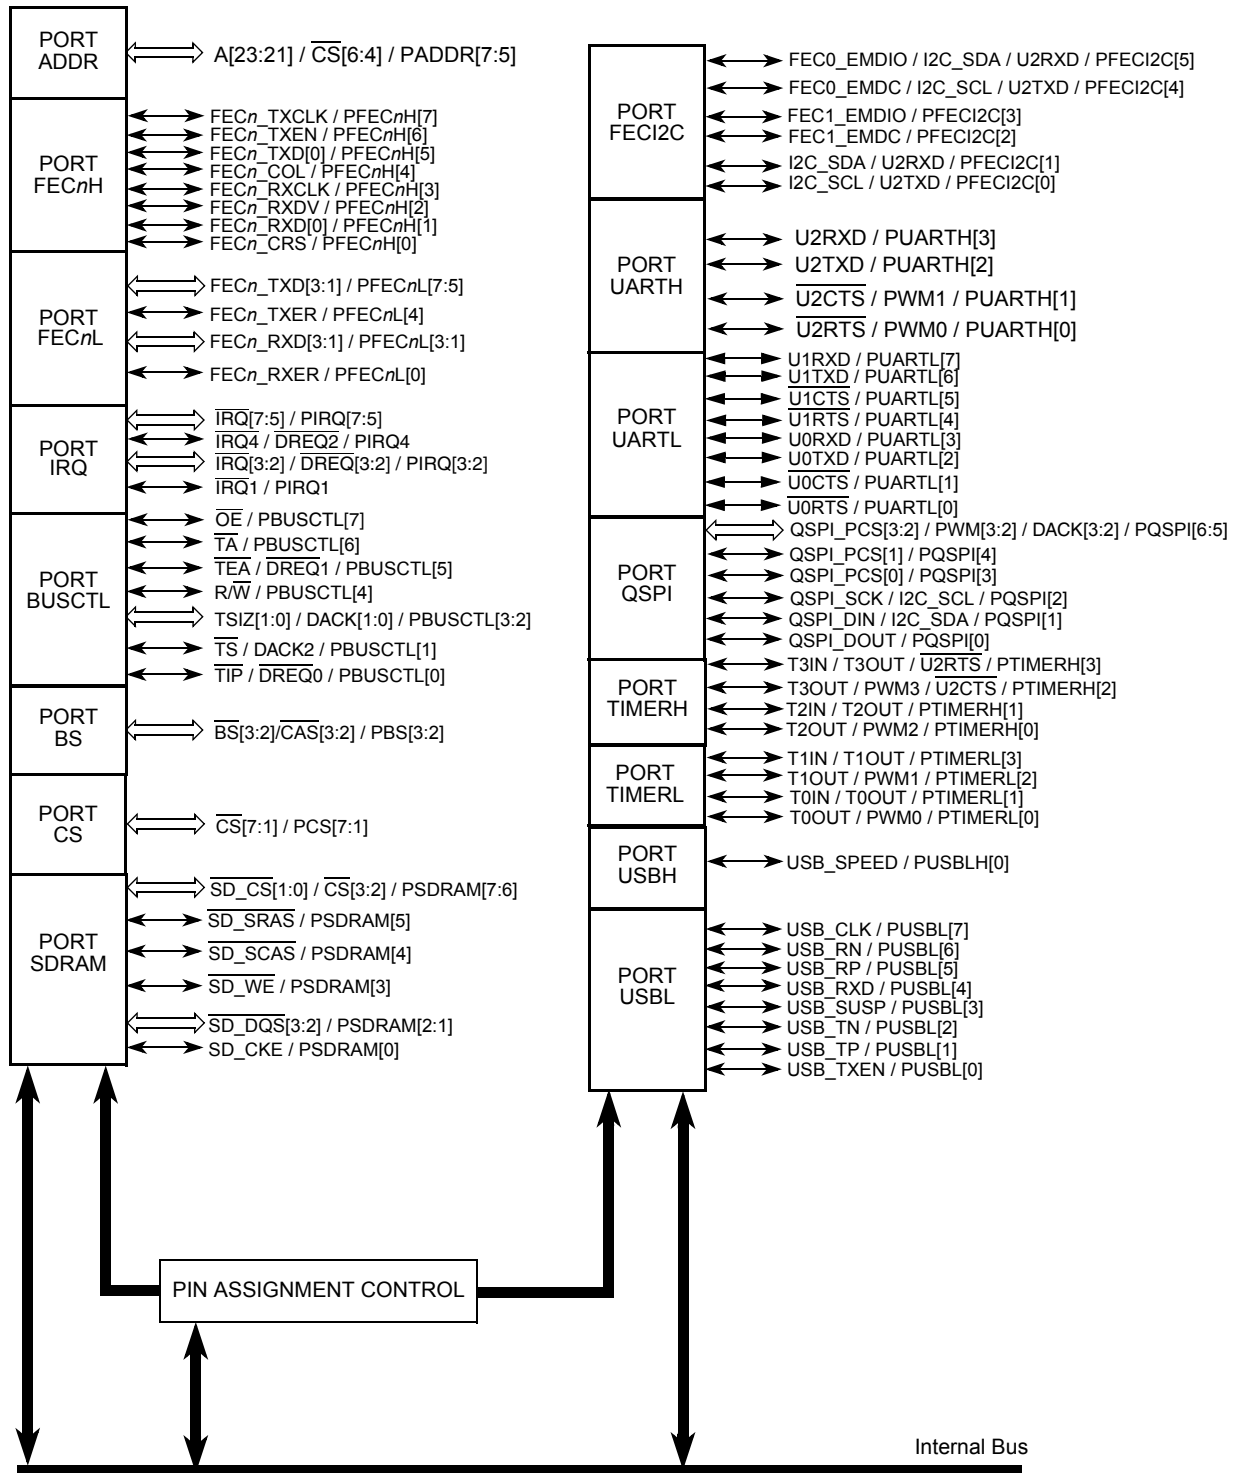 PORT
ADDR
A[23:21] / CS[6:4] / PADDR[7:5]
PORT
FECnH
FECn_TXCLK / PFECnH[7]
FECn_TXEN / PFECnH[6]
FECn_TXD[0] / PFECnH[5]
FECn_COL / PFECnH[4]
FECn_RXCLK / PFECnH[3]
FECn_RXDV / PFECnH[2]
FECn_RXD[0] / PFECnH[1]
FECn_CRS / PFECnH[0]
PORT
FECnL
FECn_TXD[3:1] / PFECnL[7:5]
FECn_TXER / PFECnL[4]
FECn_RXD[3:1] / PFECnL[3:1]
FECn_RXER / PFECnL[0]
PORT
IRQ
IRQ[7:5] / PIRQ[7:5]
IRQ4 / DREQ2 / PIRQ4
IRQ[3:2] / DREQ[3:2] / PIRQ[3:2]
IRQ1 / PIRQ1
PORT
BUSCTL
OE / PBUSCTL[7]
TA / PBUSCTL[6]
TEA / DREQ1 / PBUSCTL[5]
R/W / PBUSCTL[4]
TSIZ[1:0] / DACK[1:0] / PBUSCTL[3:2]
TS / DACK2 / PBUSCTL[1]
TIP / DREQ0 / PBUSCTL[0]
PORT
BS
BS[3:2]/CAS[3:2] / PBS[3:2]
PORT
CS
CS[7:1] / PCS[7:1]
PORT
SDRAM
SD_CS[1:0] / CS[3:2] / PSDRAM[7:6]
SD_SRAS / PSDRAM[5]
SD_SCAS / PSDRAM[4]
SD_WE / PSDRAM[3]
SD_DQS[3:2] / PSDRAM[2:1]
SD_CKE / PSDRAM[0]
PORT
FECI2C
FEC0_EMDIO / I2C_SDA / U2RXD / PFECI2C[5]
FEC0_EMDC / I2C_SCL / U2TXD / PFECI2C[4]
FEC1_EMDIO / PFECI2C[3]
FEC1_EMDC / PFECI2C[2]
I2C_SDA / U2RXD / PFECI2C[1]
I2C_SCL / U2TXD / PFECI2C[0]
PORT
UARTH
U2RXD / PUARTH[3]
U2TXD / PUARTH[2]
U2CTS / PWM1 / PUARTH[1]
U2RTS / PWM0 / PUARTH[0]
PORT
UARTL
U1RXD / PUARTL[7]
U1TXD / PUARTL[6]
U1CTS / PUARTL[5]
U1RTS / PUARTL[4]
U0RXD / PUARTL[3]
U0TXD / PUARTL[2]
U0CTS / PUARTL[1]
U0RTS / PUARTL[0]
PORT
QSPI
QSPI_PCS[3:2] / PWM[3:2] / DACK[3:2] / PQSPI[6:5]
QSPI_PCS[1] / PQSPI[4]
QSPI_PCS[0] / PQSPI[3]
QSPI_SCK / I2C_SCL / PQSPI[2]
QSPI_DIN / I2C_SDA / PQSPI[1]
QSPI_DOUT / PQSPI[0]
PORT
TIMERH
T3IN / T3OUT / U2RTS / PTIMERH[3]
T3OUT / PWM3 / U2CTS / PTIMERH[2]
T2IN / T2OUT / PTIMERH[1]
T2OUT / PWM2 / PTIMERH[0]
PORT
TIMERL
T1IN / T1OUT / PTIMERL[3]
T1OUT / PWM1 / PTIMERL[2]
T0IN / T0OUT / PTIMERL[1]
T0OUT / PWM0 / PTIMERL[0]
PORT
USBH
USB_SPEED / PUSBLH[0]
PORT
USBL
USB_CLK / PUSBL[7]
USB_RN / PUSBL[6]
USB_RP / PUSBL[5]
USB_RXD / PUSBL[4]
USB_SUSP / PUSBL[3]
USB_TN / PUSBL[2]
USB_TP / PUSBL[1]
USB_TXEN / PUSBL[0]
PIN ASSIGNMENT CONTROL
Internal Bus